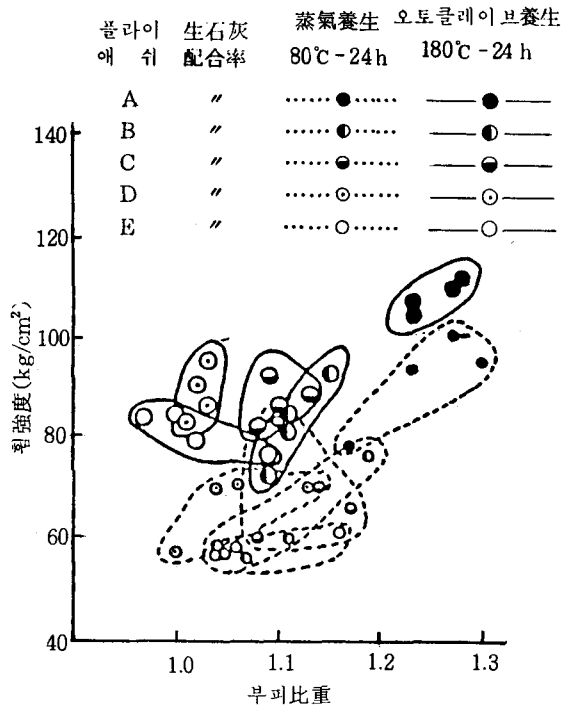 플라이 生石灰 蒸氣養生 오토클레이브養生
애 쉬 配合率 80℃-24h 180℃-24h
A 〃
B 〃
C 〃
D 〃
E 〃
140
120
100
80
60
40
휨强度(kg/cm²)
1.0 1.1 1.2 1.3
부피比重